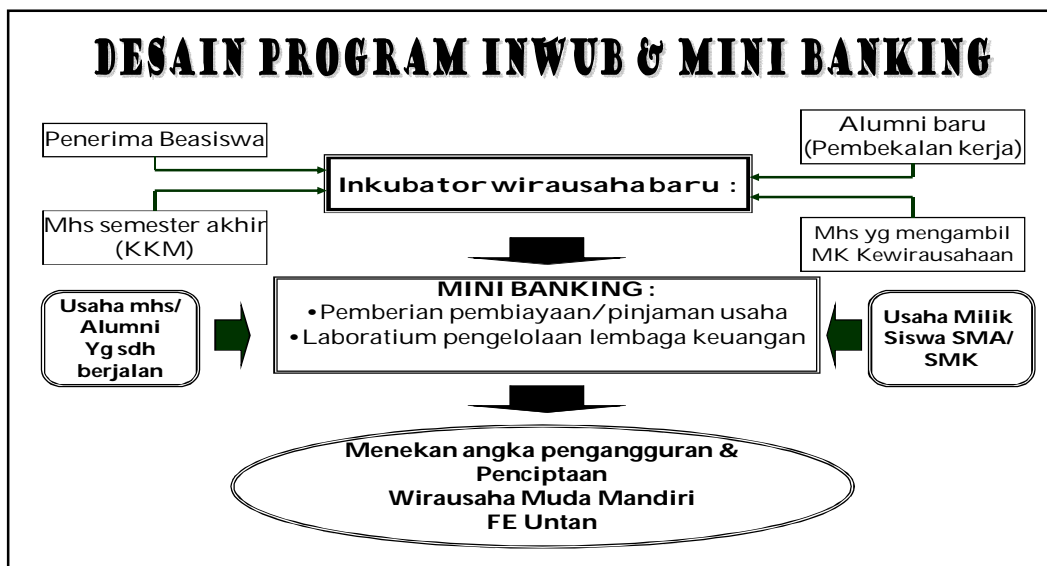 DESAIN PROGRAM INWUB & MINI BANKING
Penerima Beasiswa
Alumni baru
(Pembekalan kerja)
Inkubator wirausaha baru :
Mhs semester akhir
(KKM)
Mhs yg mengambil
MK Kewirausahaan
MINI BANKING :
•Pemberian pembiayaan/pinjaman usaha
•Laboratium pengelolaan lembaga keuangan
Usaha mhs/
Alumni
Yg sdh
berjalan
Usaha Milik
Siswa SMA/
SMK
Menekan angka pengangguran &
Penciptaan
Wirausaha Muda Mandiri
FE Untan